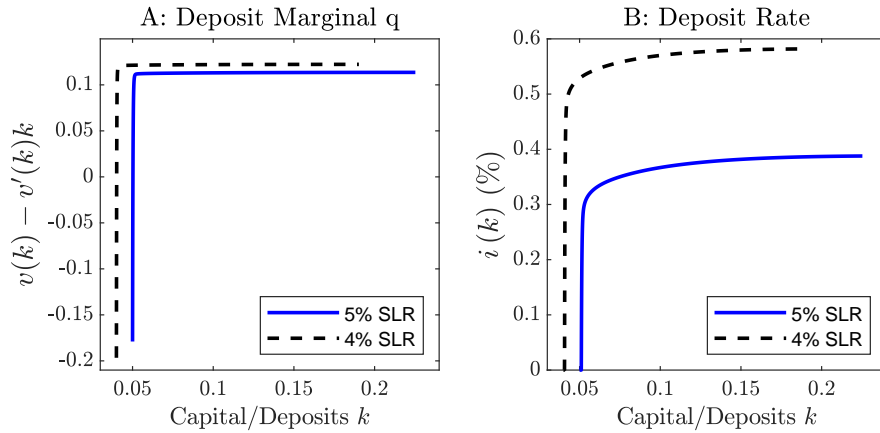 A: Deposit Marginal q
v(k) − v′(k)k
0.1
0.05
0
-0.05
-0.1
-0.15
-0.2
0.05 0.1 0.15 0.2
Capital/Deposits k
5% SLR
4% SLR
B: Deposit Rate
i(k) (%)
0.6
0.5
0.4
0.3
0.2
0.1
0
0.05 0.1 0.15 0.2
Capital/Deposits k
5% SLR
4% SLR